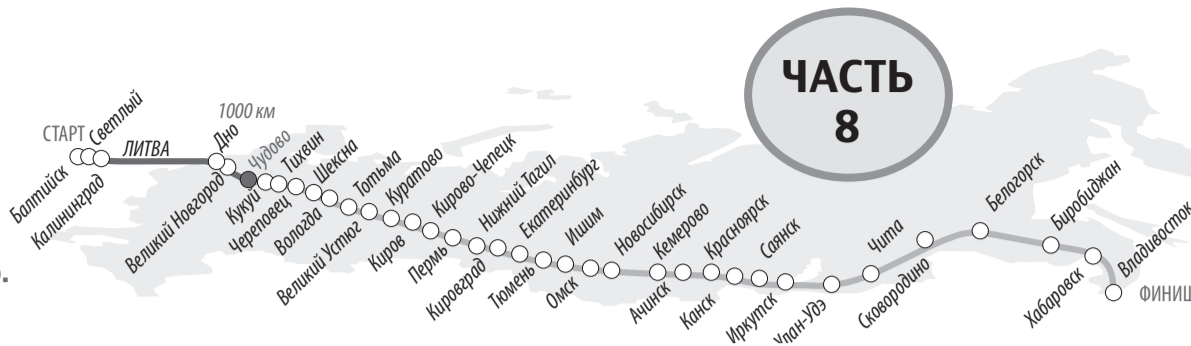 ЧАСТЬ
8
1000 км
СТАРТ
Балтийск
Светлый
Калининград
ЛИТВА
Дно
Великий Новгород
Чудово
Кукуй
Тихвин
Череповец
Шексна
Вологда
Тотьма
Великий Устюг
Куратово
Киров
Кирово-Чепецк
Пермь
Нижний Тагил
Кировград
Екатеринбург
Тюмень
Ишим
Омск
Новосибирск
Ачинск
Кемерово
Канск
Красноярск
Иркутск
Саянск
Улан-Удэ
Чита
Сковородино
Белогорск
Биробиджан
Хабаровск
Владивосток
ФИНИШ